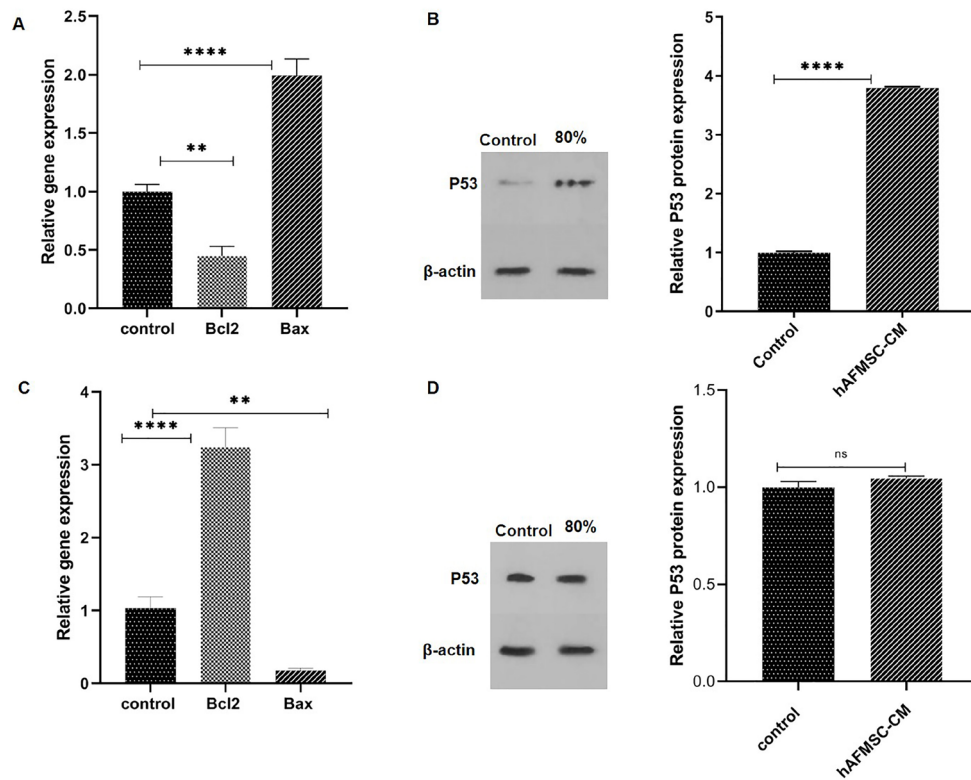 A
Relative gene expression
2.5
2.0
1.5
1.0
0.5
0.0
****
**
control Bcl2 Bax
B
Control 80%
P53
β-actin
Relative P53 protein expression
5
4
3
2
1
0
****
Control
hAFMSC-CM
C
Relative gene expression
4
3
2
1
0
**
****
control Bcl2 Bax
D
Control 80%
P53
β-actin
Relative P53 protein expression
1.5
1.0
0.5
0.0
ns
control
hAFMSC-CM